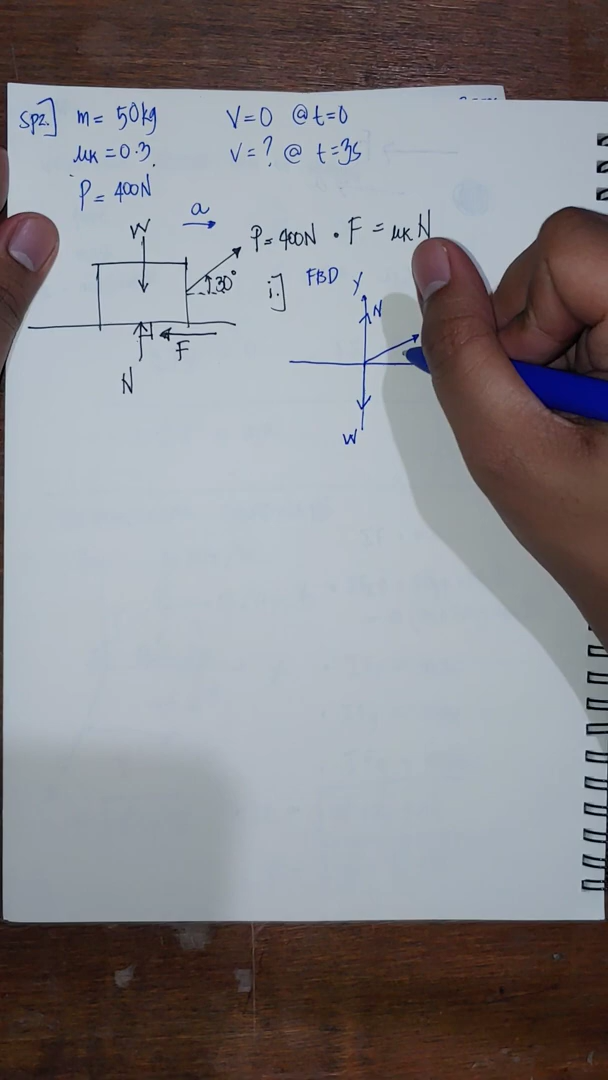 SP2.] m = 50kg V=0 @t=0
μk = 0.3 V=? @ t=3s
P = 400N
a
W P=400N • F = μk N
30°
i.] FBD Y
N
F
N
W